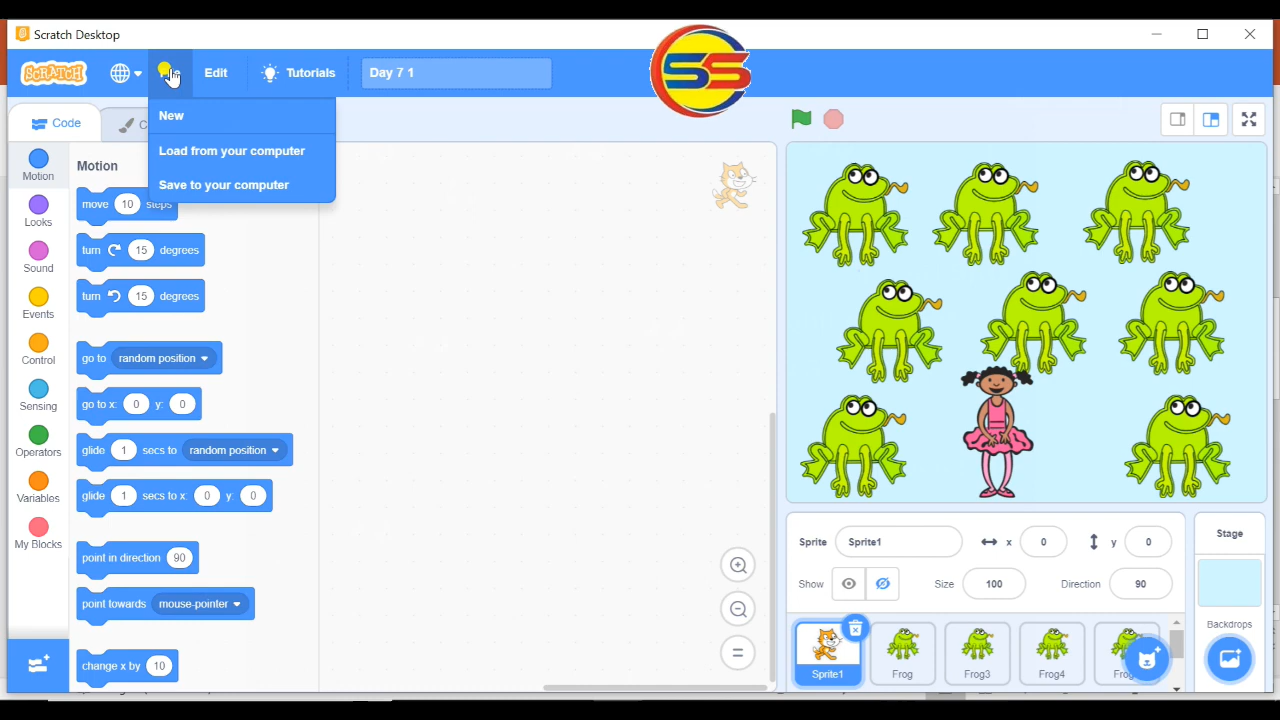 Scratch Desktop
SCRATCH
Edit
Tutorials
Day 7 1
SS
New
Load from your computer
Save to your computer
Code
Motion
Looks
Sound
Events
Control
Sensing
Operators
Variables
My Blocks
Motion
move 10 steps
turn 15 degrees
turn 15 degrees
go to random position
go to x: 0 y: 0
glide 1 secs to random position
glide 1 secs to x: 0 y: 0
point in direction 90
point towards mouse-pointer
change x by 10
Sprite Sprite1 x 0 y 0
Show Size 100 Direction 90
Sprite1
Frog
Frog3
Frog4
Stage
Backdrops